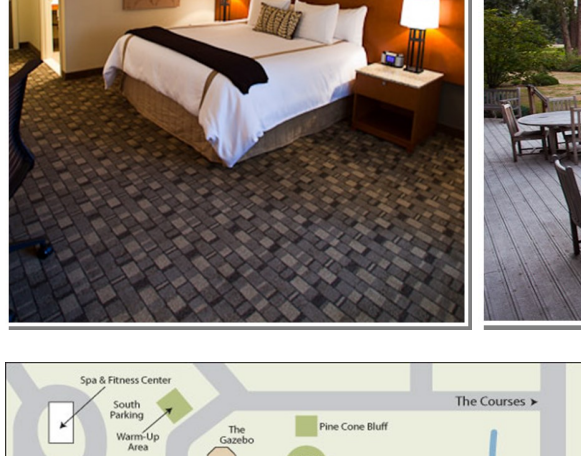 Spa & Fitness Center
South
Parking
The Courses ➤
Warm-Up
Area
The
Gazebo
Pine Cone Bluff